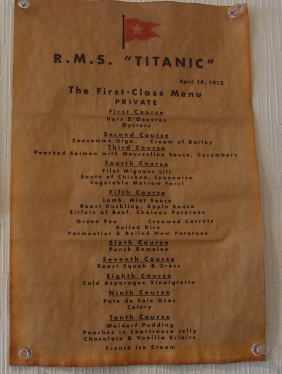 R.M.S. "TITANIC"
April 14, 1912
The First-Class Menu
PRIVATE
First Course
Hors D'Oeuvres
Oysters
Second Course
Consomme Olga Cream of Barley
Third Course
Poached Salmon with Mousseline Sauce, Cucumbers
Fourth Course
Filet Mignons Lili
Saute of Chicken, Lyonnaise
Vegetable Marrow Farci
Fifth Course
Lamb, Mint Sauce
Roast Duckling, Apple Sauce
Sirloin of Beef, Chateau Potatoes
Green Pea Creamed Carrots
Boiled Rice
Parmentier & Boiled New Potatoes
Sixth Course
Punch Romaine
Seventh Course
Roast Squab & Cress
Eighth Course
Cold Asparagus Vinaigrette
Ninth Course
Pate de Foie Gras
Celery
Tenth Course
Waldorf Pudding
Peaches in Chartreuse Jelly
Chocolate & Vanilla Eclairs
French Ice Cream